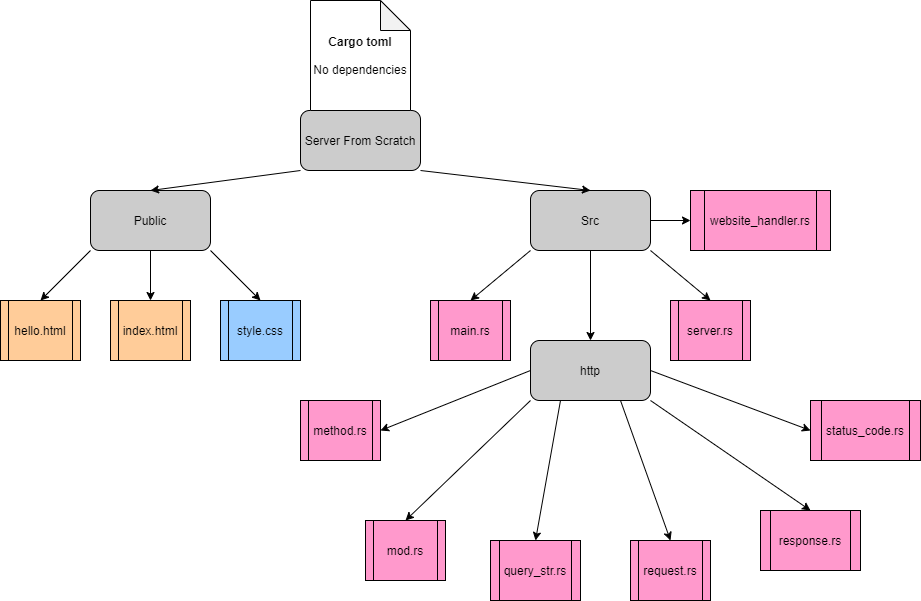 Cargo toml
No dependencies
Server From Scratch
Public
Src
website_handler.rs
hello.html
index.html
style.css
main.rs
server.rs
http
method.rs
status_code.rs
mod.rs
query_str.rs
request.rs
response.rs